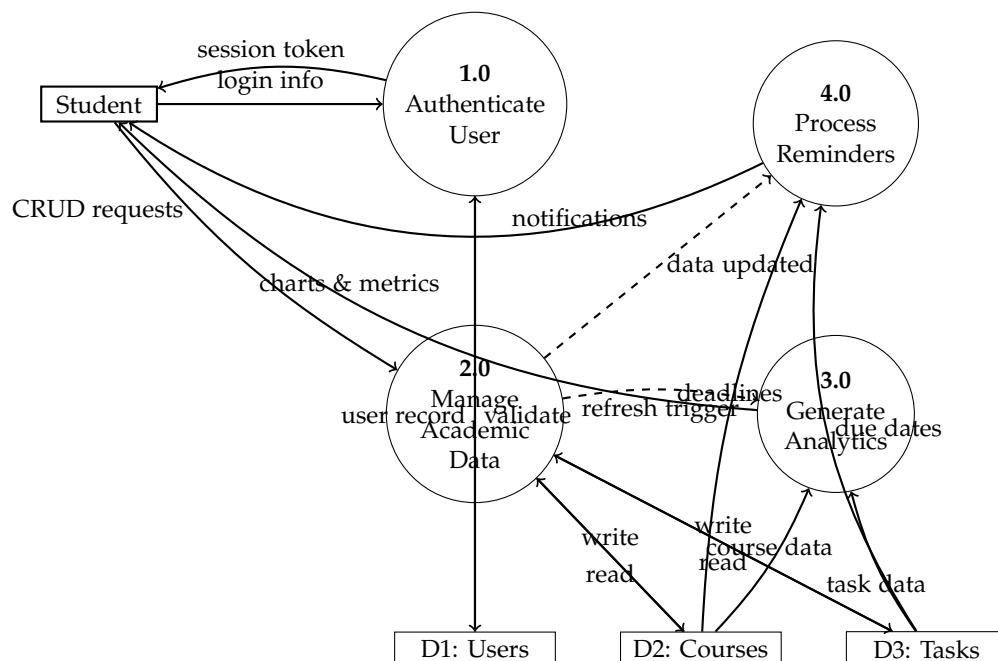 session token
login info
Student
1.0
Authenticate
User
4.0
Process
Reminders
CRUD requests
notifications
data updated
charts & metrics
2.0
Manage
Academic
Data
user record
validate
refresh trigger
deadlines
3.0
Generate
Analytics
due dates
write
read
write
read
course data
task data
D1: Users
D2: Courses
D3: Tasks